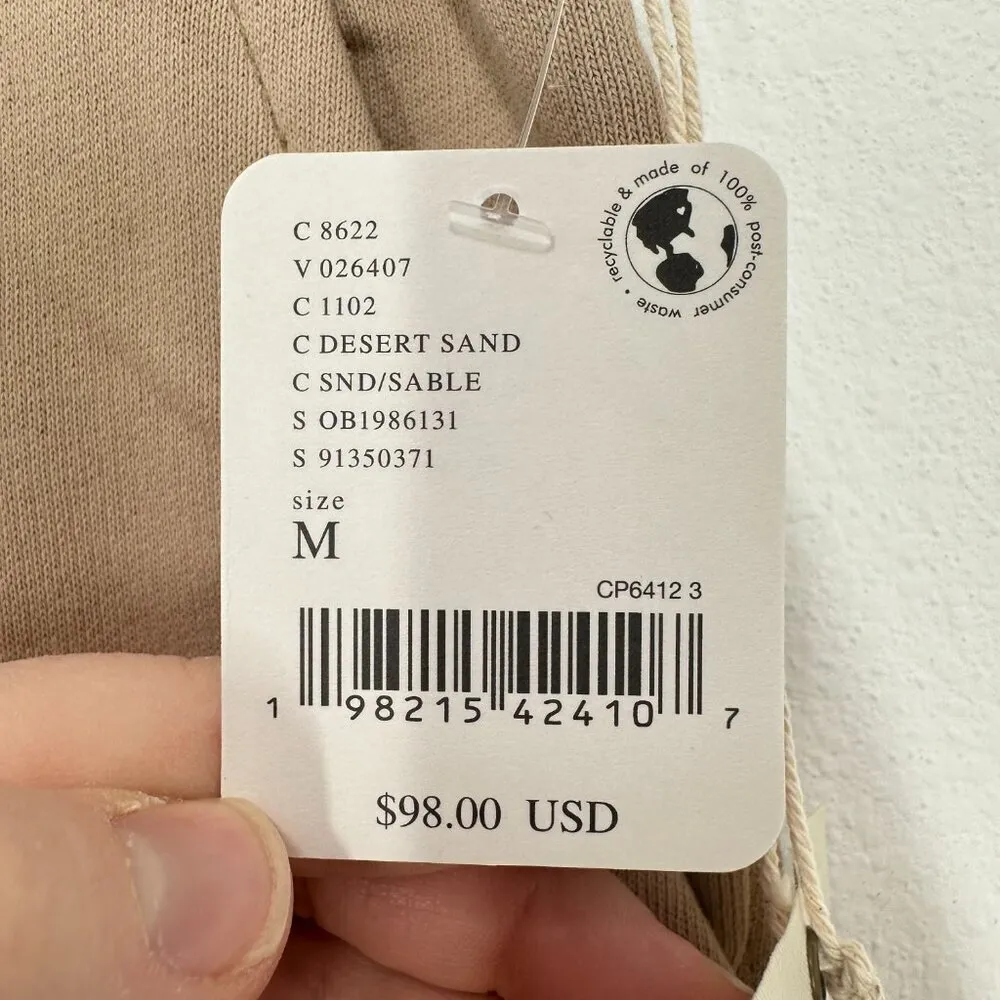 recyclable & made of 100% post-consumer waste •
C 8622
V 026407
C 1102
C DESERT SAND
C SND/SABLE
S OB1986131
S 91350371
size
M
CP6412 3
1 98215 42410 7
$98.00 USD